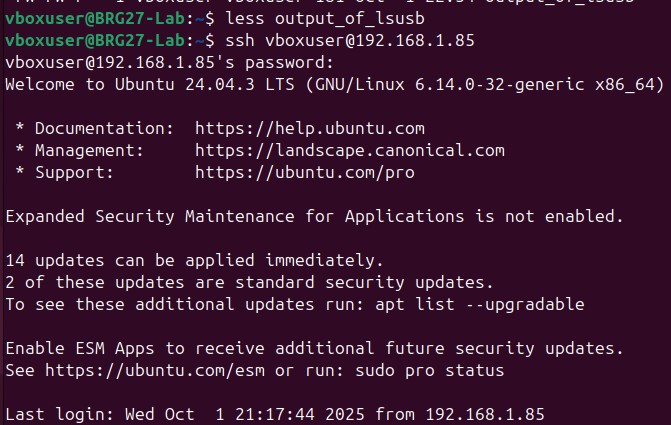 vboxuser@BRG27-Lab:~$ less output_of_lsusb
vboxuser@BRG27-Lab:~$ ssh vboxuser@192.168.1.85
vboxuser@192.168.1.85's password:
Welcome to Ubuntu 24.04.3 LTS (GNU/Linux 6.14.0-32-generic x86_64)
* Documentation: https://help.ubuntu.com
* Management: https://landscape.canonical.com
* Support: https://ubuntu.com/pro
Expanded Security Maintenance for Applications is not enabled.
14 updates can be applied immediately.
2 of these updates are standard security updates.
To see these additional updates run: apt list --upgradable
Enable ESM Apps to receive additional future security updates.
See https://ubuntu.com/esm or run: sudo pro status
Last login: Wed Oct  1 21:17:44 2025 from 192.168.1.85